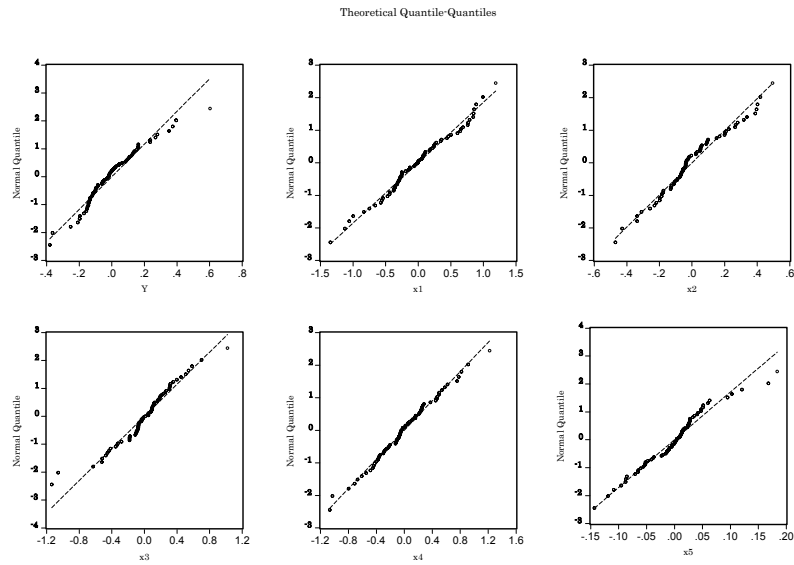 Theoretical Quantile-Quantiles
4
3
2
1
0
-1
-2
-3
Normal Quantile
-.4 -.2 .0 .2 .4 .6 .8
Y
3
2
1
0
-1
-2
-3
Normal Quantile
-1.5 -1.0 -0.5 0.0 0.5 1.0 1.5
x1
3
2
1
0
-1
-2
-3
Normal Quantile
-.6 -.4 -.2 .0 .2 .4 .6
x2
3
2
1
0
-1
-2
-3
-4
Normal Quantile
-1.2 -0.8 -0.4 0.0 0.4 0.8 1.2
x3
3
2
1
0
-1
-2
-3
Normal Quantile
-1.2 -0.8 -0.4 0.0 0.4 0.8 1.2 1.6
x4
4
3
2
1
0
-1
-2
-3
Normal Quantile
-.15 -.10 -.05 .00 .05 .10 .15 .20
x5